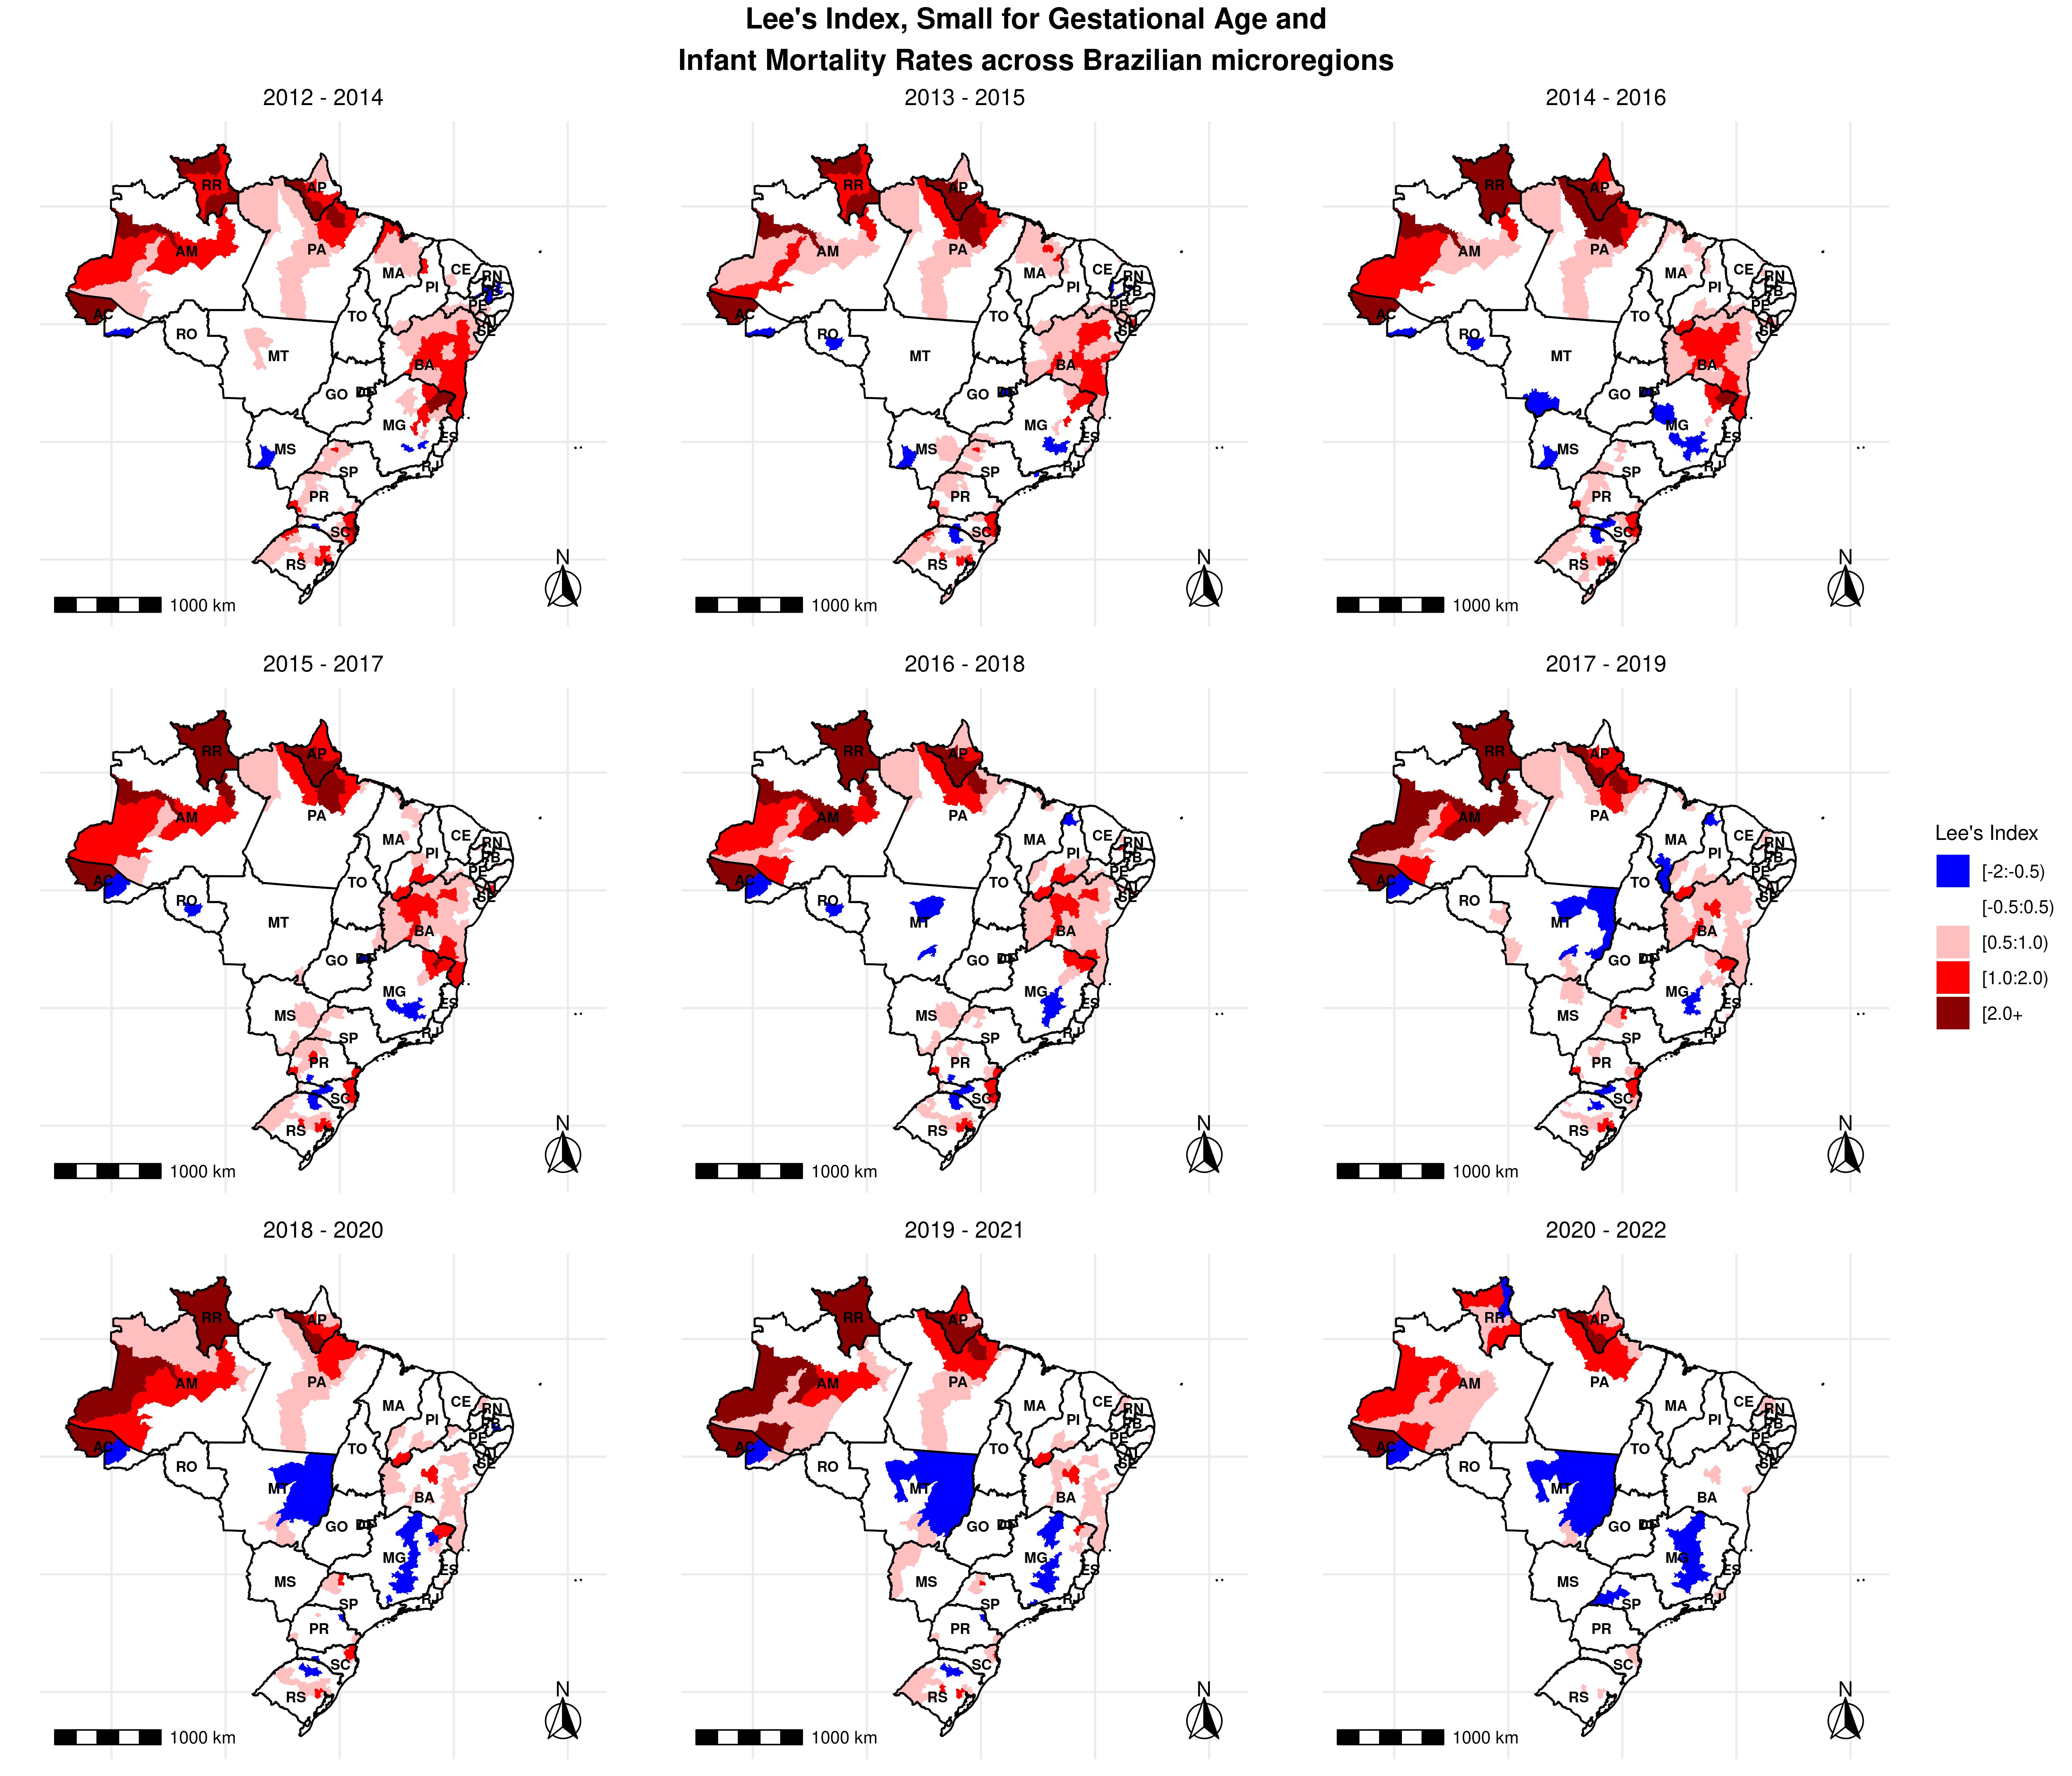 Lee's Index, Small for Gestational Age and
Infant Mortality Rates across Brazilian microregions
2012 - 2014
2013 - 2015
2014 - 2016
RR
AP
AM
PA
MA
CE
RN
PB
PI
PE
AC
AL
SE
TO
RO
MT
BA
GO
DF
MG
ES
MS
SP
RJ
PR
SC
RS
N
1000 km
RR
AP
AM
PA
MA
CE
RN
PB
PI
PE
AC
AL
SE
TO
RO
MT
BA
GO
DF
MG
ES
MS
SP
RJ
PR
SC
RS
N
1000 km
RR
AP
AM
PA
MA
CE
RN
PB
PI
PE
AC
AL
SE
TO
RO
MT
BA
GO
DF
MG
ES
MS
SP
RJ
PR
SC
RS
N
1000 km
2015 - 2017
2016 - 2018
2017 - 2019
RR
AP
AM
PA
MA
CE
RN
PB
PI
PE
AC
AL
SE
TO
RO
MT
BA
GO
DF
MG
ES
MS
SP
RJ
PR
SC
RS
N
1000 km
RR
AP
AM
PA
MA
CE
RN
PB
PI
PE
AC
AL
SE
TO
RO
MT
BA
GO
DF
MG
ES
MS
SP
RJ
PR
SC
RS
N
1000 km
RR
AP
AM
PA
MA
CE
RN
PB
PI
PE
AC
AL
SE
TO
RO
MT
BA
GO
DF
MG
ES
MS
SP
RJ
PR
SC
RS
N
1000 km
Lee's Index
[-2:-0.5)
[-0.5:0.5)
[0.5:1.0)
[1.0:2.0)
[2.0+
2018 - 2020
2019 - 2021
2020 - 2022
RR
AP
AM
PA
MA
CE
RN
PB
PI
PE
AC
AL
SE
TO
RO
MT
BA
GO
DF
MG
ES
MS
SP
RJ
PR
SC
RS
N
1000 km
RR
AP
AM
PA
MA
CE
RN
PB
PI
PE
AC
AL
SE
TO
RO
MT
BA
GO
DF
MG
ES
MS
SP
RJ
PR
SC
RS
N
1000 km
RR
AP
AM
PA
MA
CE
RN
PB
PI
PE
AC
AL
SE
TO
RO
MT
BA
GO
DF
MG
ES
MS
SP
RJ
PR
SC
RS
N
1000 km